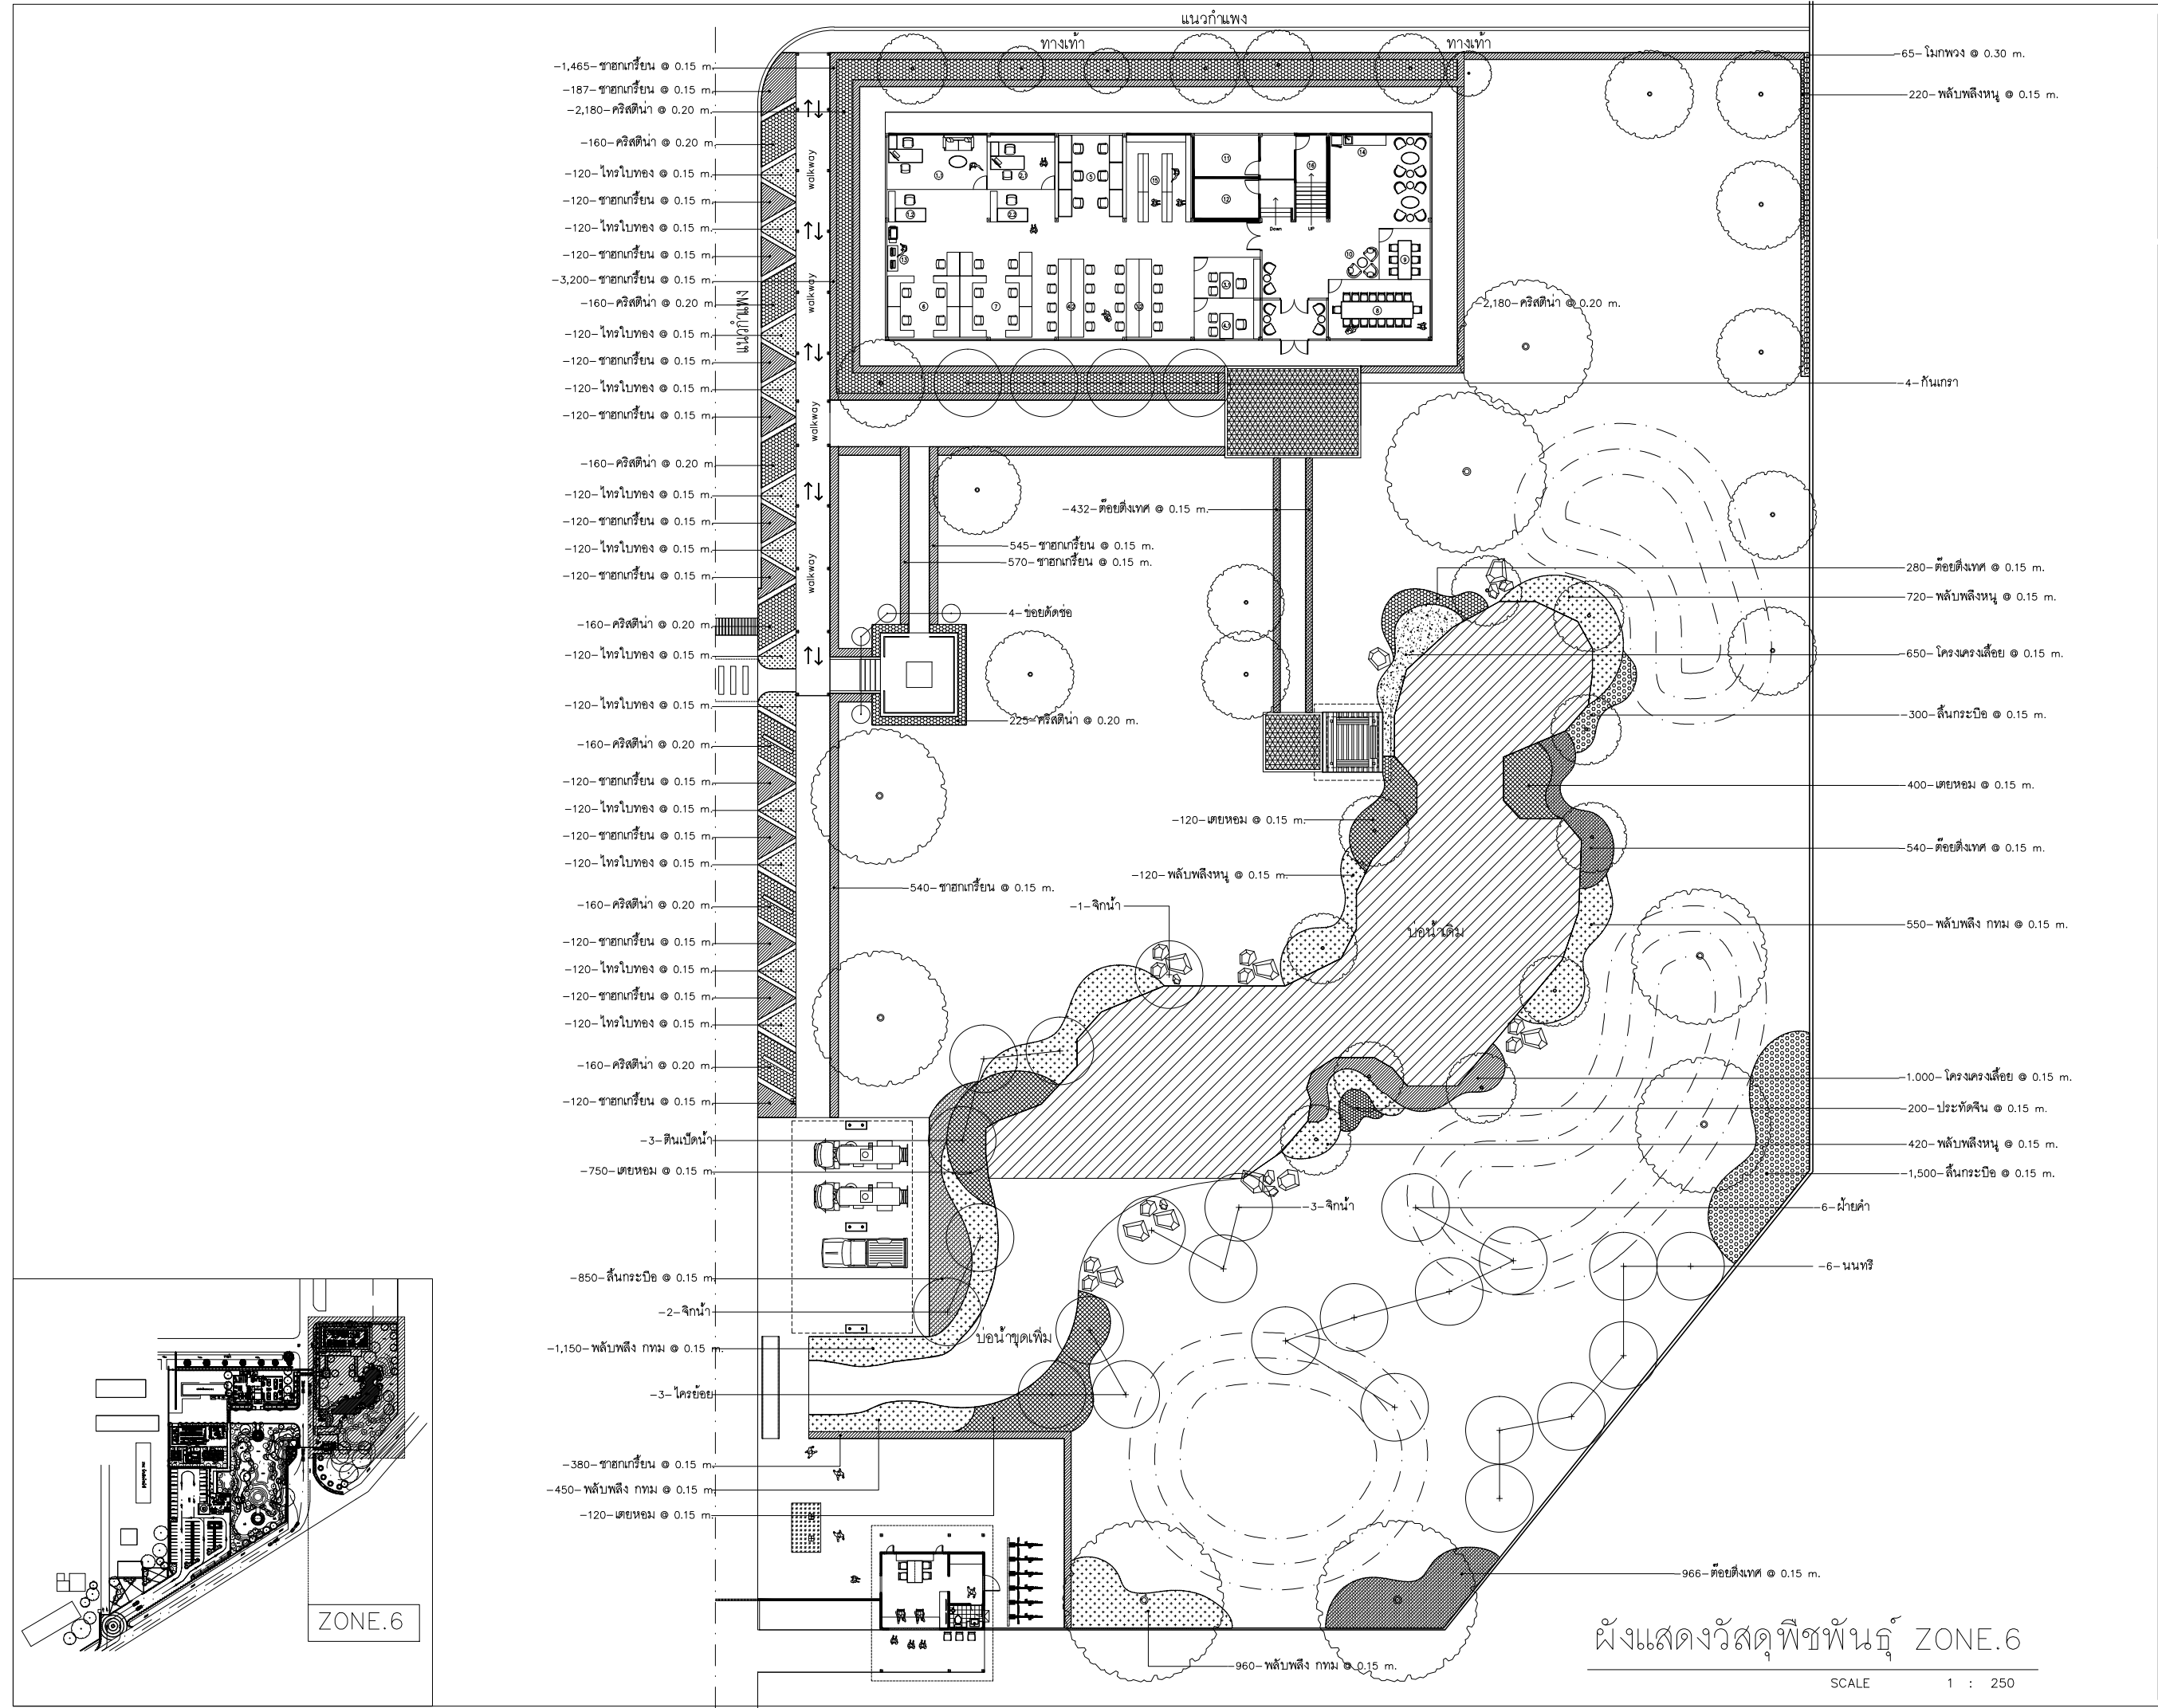 แนวกำแพง
ทางเท้า
ทางเท้า
-1,465-ชาฮกเกรี้ยน @ 0.15 m.
-187-ชาฮกเกรี้ยน @ 0.15 m.
-2,180-คริสตีน่า @ 0.20 m.
-160-คริสตีน่า @ 0.20 m.
-120-ไทรใบทอง @ 0.15 m.
-120-ชาฮกเกรี้ยน @ 0.15 m.
-120-ไทรใบทอง @ 0.15 m.
-120-ชาฮกเกรี้ยน @ 0.15 m.
-3,200-ชาฮกเกรี้ยน @ 0.15 m.
-160-คริสตีน่า @ 0.20 m.
-120-ไทรใบทอง @ 0.15 m.
-120-ชาฮกเกรี้ยน @ 0.15 m.
-120-ไทรใบทอง @ 0.15 m.
-120-ชาฮกเกรี้ยน @ 0.15 m.
-160-คริสตีน่า @ 0.20 m.
-120-ไทรใบทอง @ 0.15 m.
-120-ชาฮกเกรี้ยน @ 0.15 m.
-120-ไทรใบทอง @ 0.15 m.
-120-ชาฮกเกรี้ยน @ 0.15 m.
-160-คริสตีน่า @ 0.20 m.
-120-ไทรใบทอง @ 0.15 m.
-120-ไทรใบทอง @ 0.15 m.
-160-คริสตีน่า @ 0.20 m.
-120-ชาฮกเกรี้ยน @ 0.15 m.
-120-ไทรใบทอง @ 0.15 m.
-120-ชาฮกเกรี้ยน @ 0.15 m.
-120-ไทรใบทอง @ 0.15 m.
-160-คริสตีน่า @ 0.20 m.
-120-ชาฮกเกรี้ยน @ 0.15 m.
-120-ไทรใบทอง @ 0.15 m.
-120-ชาฮกเกรี้ยน @ 0.15 m.
-120-ไทรใบทอง @ 0.15 m.
-160-คริสตีน่า @ 0.20 m.
-120-ชาฮกเกรี้ยน @ 0.15 m.
-3-ตีนเป็ดน้ำ
-750-เตยหอม @ 0.15 m.
-850-ลิ้นกระบือ @ 0.15 m.
-2-จิกน้ำ
-1,150-พลับพลึง กทม @ 0.15 m.
-3-ไครย้อย
-380-ชาฮกเกรี้ยน @ 0.15 m.
-450-พลับพลึง กทม @ 0.15 m.
-120-เตยหอม @ 0.15 m.
แนวกำแพง
walkway
walkway
walkway
walkway
Down
UP
-2,180-คริสตีน่า @ 0.20 m.
-432-ต้อยติ่งเทศ @ 0.15 m.
545-ชาฮกเกรี้ยน @ 0.15 m.
570-ชาฮกเกรี้ยน @ 0.15 m.
4-ข่อยดัดช่อ
225-คริสตีน่า @ 0.20 m.
-120-เตยหอม @ 0.15 m.
-120-พลับพลึงหนู @ 0.15 m.
540-ชาฮกเกรี้ยน @ 0.15 m.
-1-จิกน้ำ
บ่อน้ำเดิม
-3-จิกน้ำ
บ่อน้ำขุดเพิ่ม
-65-โมกพวง @ 0.30 m.
220-พลับพลึงหนู @ 0.15 m.
-4-กันเกรา
280-ต้อยติ่งเทศ @ 0.15 m.
720-พลับพลึงหนู @ 0.15 m.
-650-โครงเครงเลื้อย @ 0.15 m.
-300-ลิ้นกระบือ @ 0.15 m.
-400-เตยหอม @ 0.15 m.
540-ต้อยติ่งเทศ @ 0.15 m.
550-พลับพลึง กทม @ 0.15 m.
-1.000-โครงเครงเลื้อย @ 0.15 m.
-200-ประทัดจีน @ 0.15 m.
420-พลับพลึงหนู @ 0.15 m.
-1,500-ลิ้นกระบือ @ 0.15 m.
-6-ฝ้ายคำ
-6-นนทรี
-966-ต้อยติ่งเทศ @ 0.15 m.
-960-พลับพลึง กทม @ 0.15 m.
ZONE.6
ผังแสดงวัสดุพืชพันธุ์ ZONE.6
SCALE 1 : 250